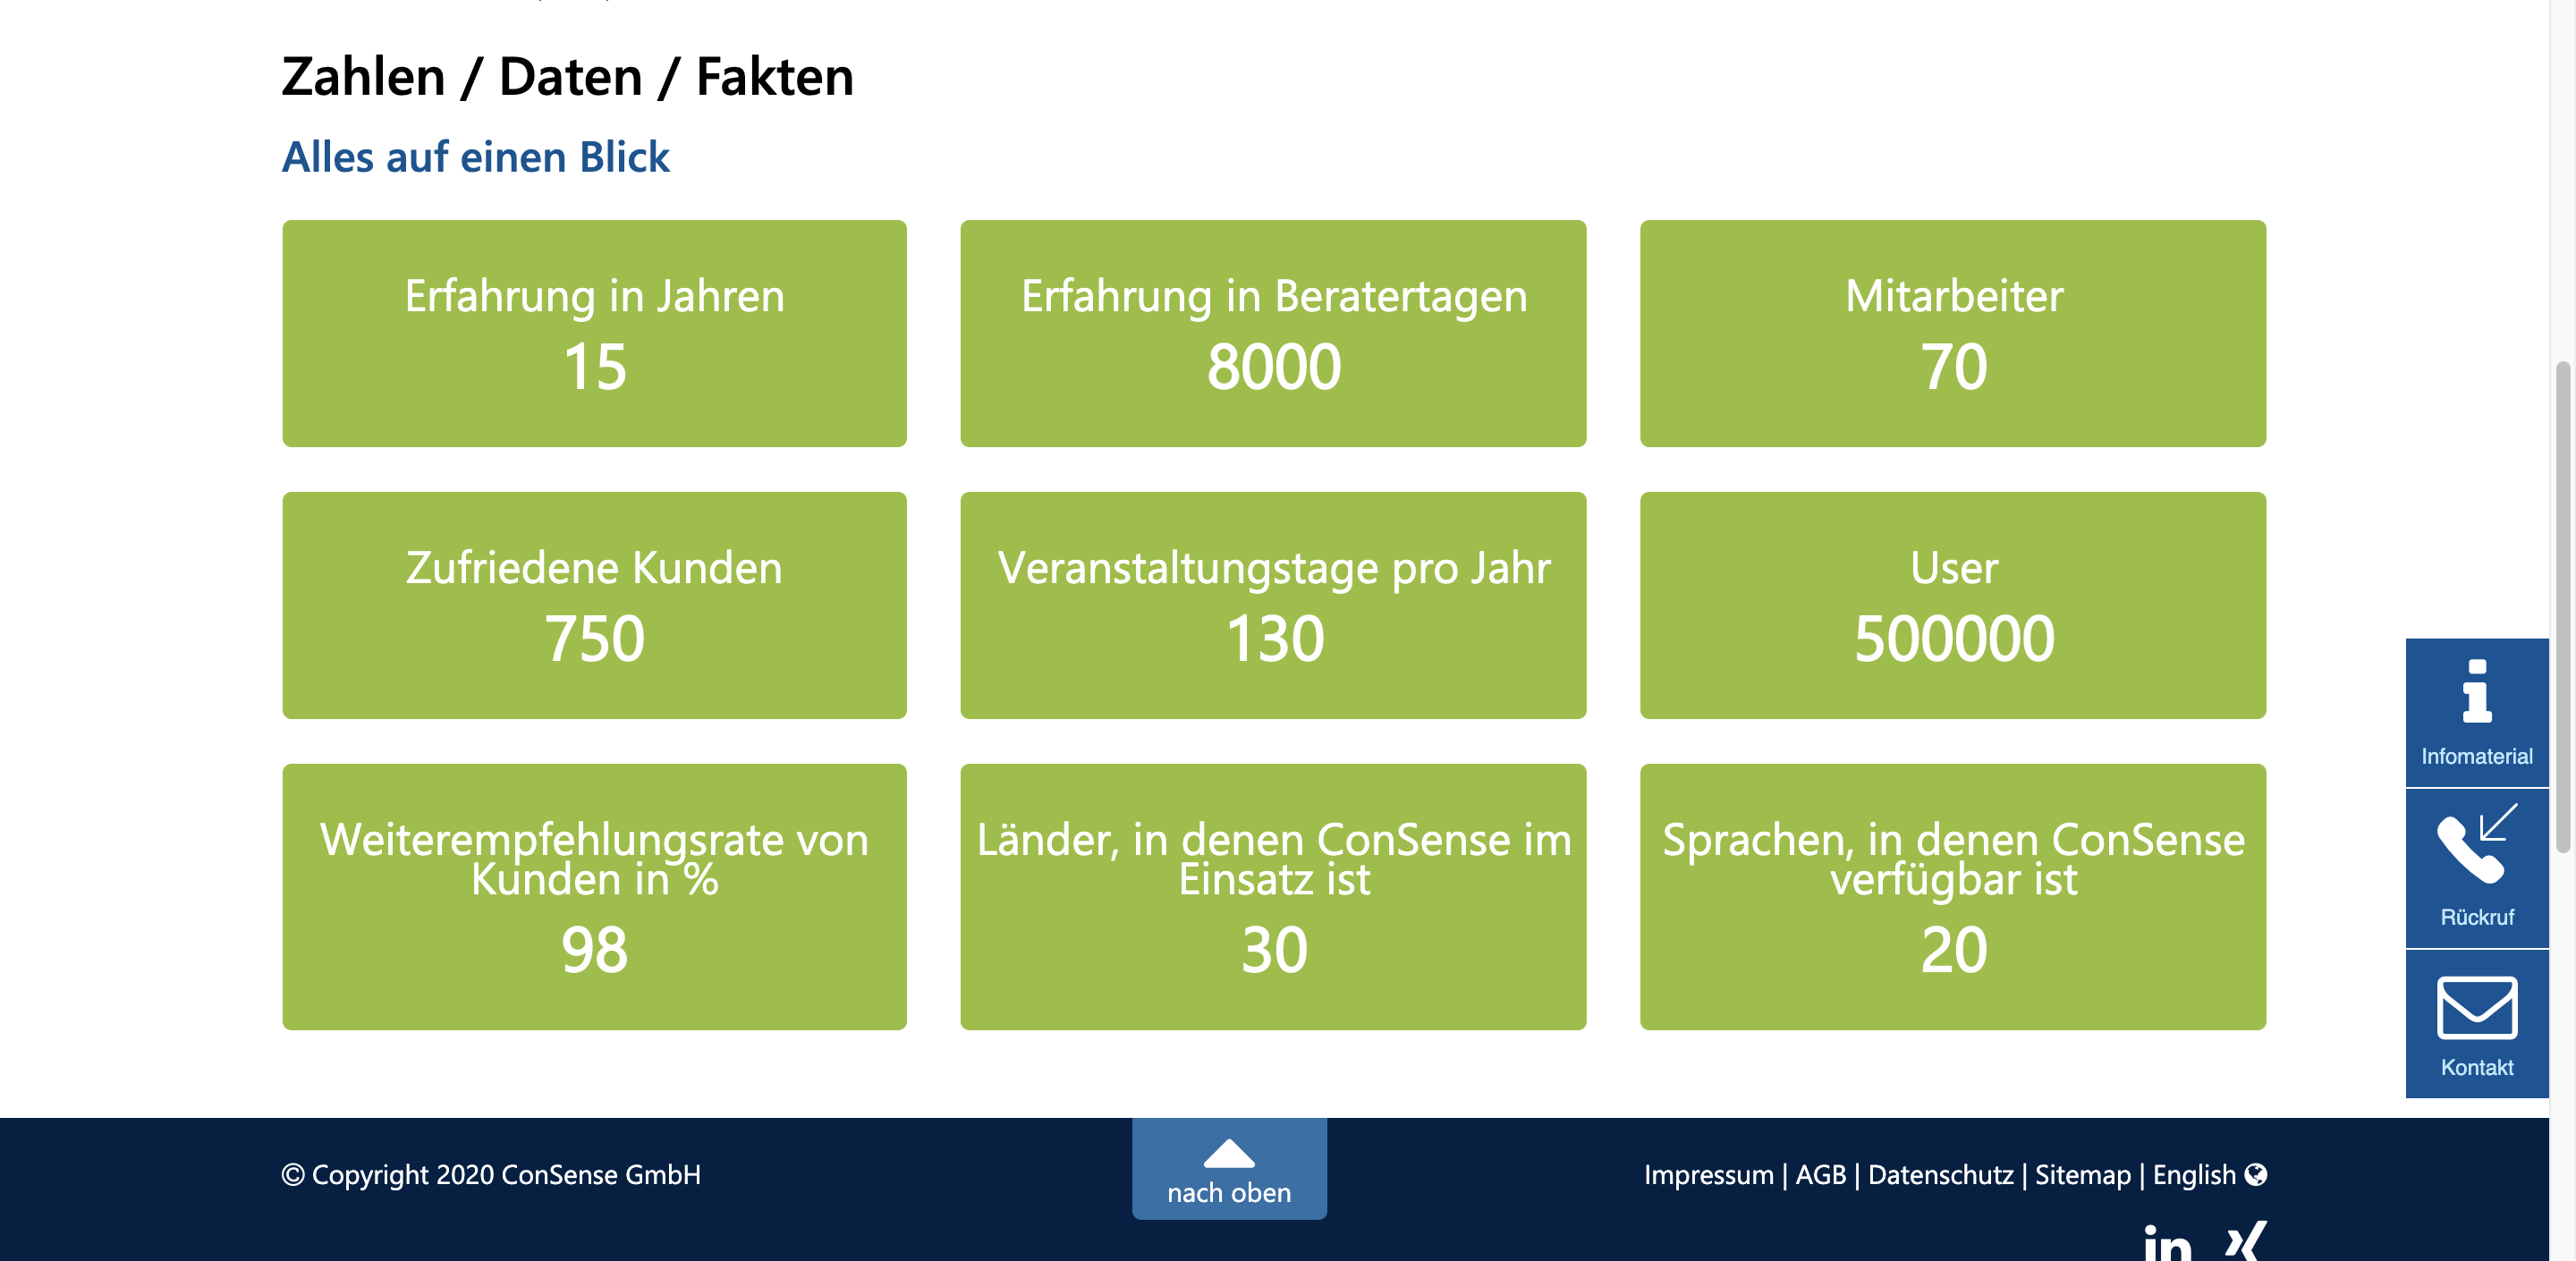 Zahlen / Daten / Fakten
Alles auf einen Blick
Erfahrung in Jahren
15
Erfahrung in Beratertagen
8000
Mitarbeiter
70
Zufriedene Kunden
750
Veranstaltungstage pro Jahr
130
User
500000
Weiterempfehlungsrate von
Kunden in %
98
Länder, in denen ConSense im
Einsatz ist
30
Sprachen, in denen ConSense
verfügbar ist
20
Infomaterial
Rückruf
Kontakt
© Copyright 2020 ConSense GmbH
nach oben
Impressum | AGB | Datenschutz | Sitemap | English
in